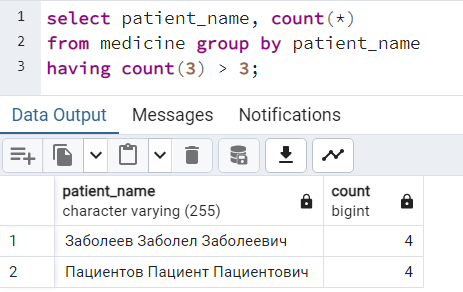 1 select patient_name, count(*)
2 from medicine group by patient_name
3 having count(3) > 3;
Data Output Messages Notifications
patient_name count
character varying (255) bigint
1 Заболеев Заболел Заболеевич 4
2 Пациентов Пациент Пациентович 4